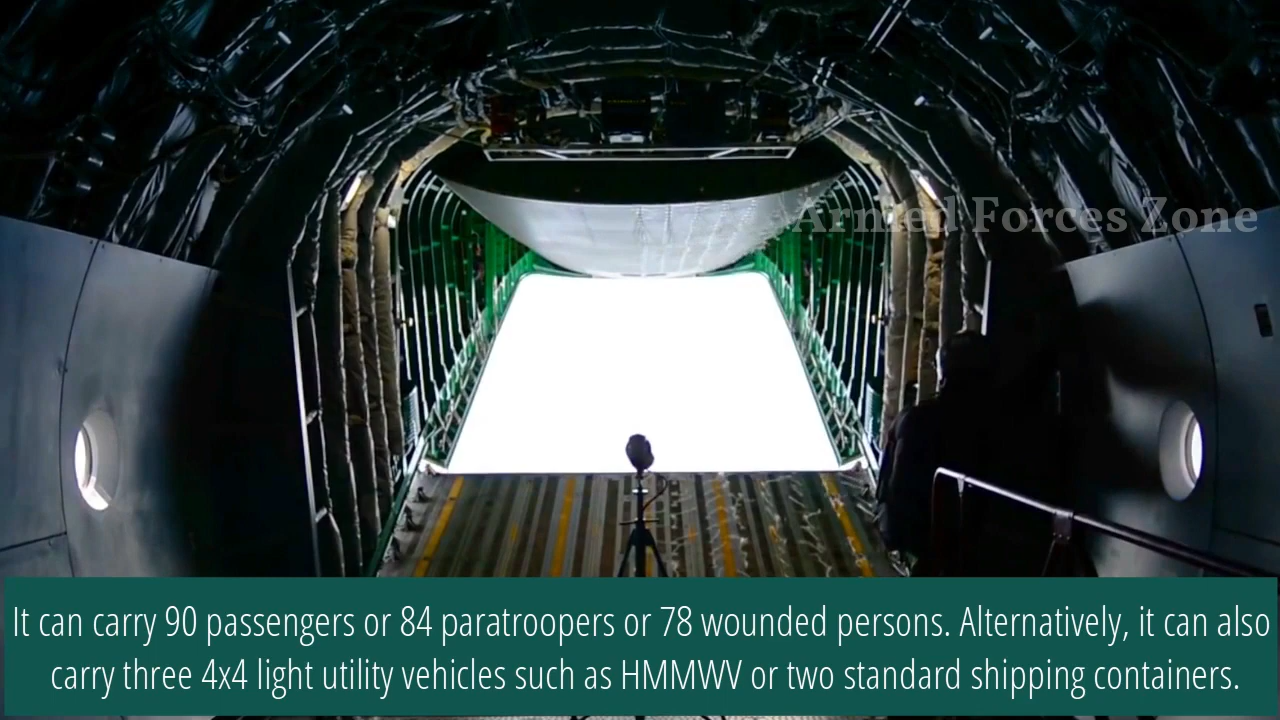 Armed Forces Zone
It can carry 90 passengers or 84 paratroopers or 78 wounded persons. Alternatively, it can also
carry three 4x4 light utility vehicles such as HMMWV or two standard shipping containers.